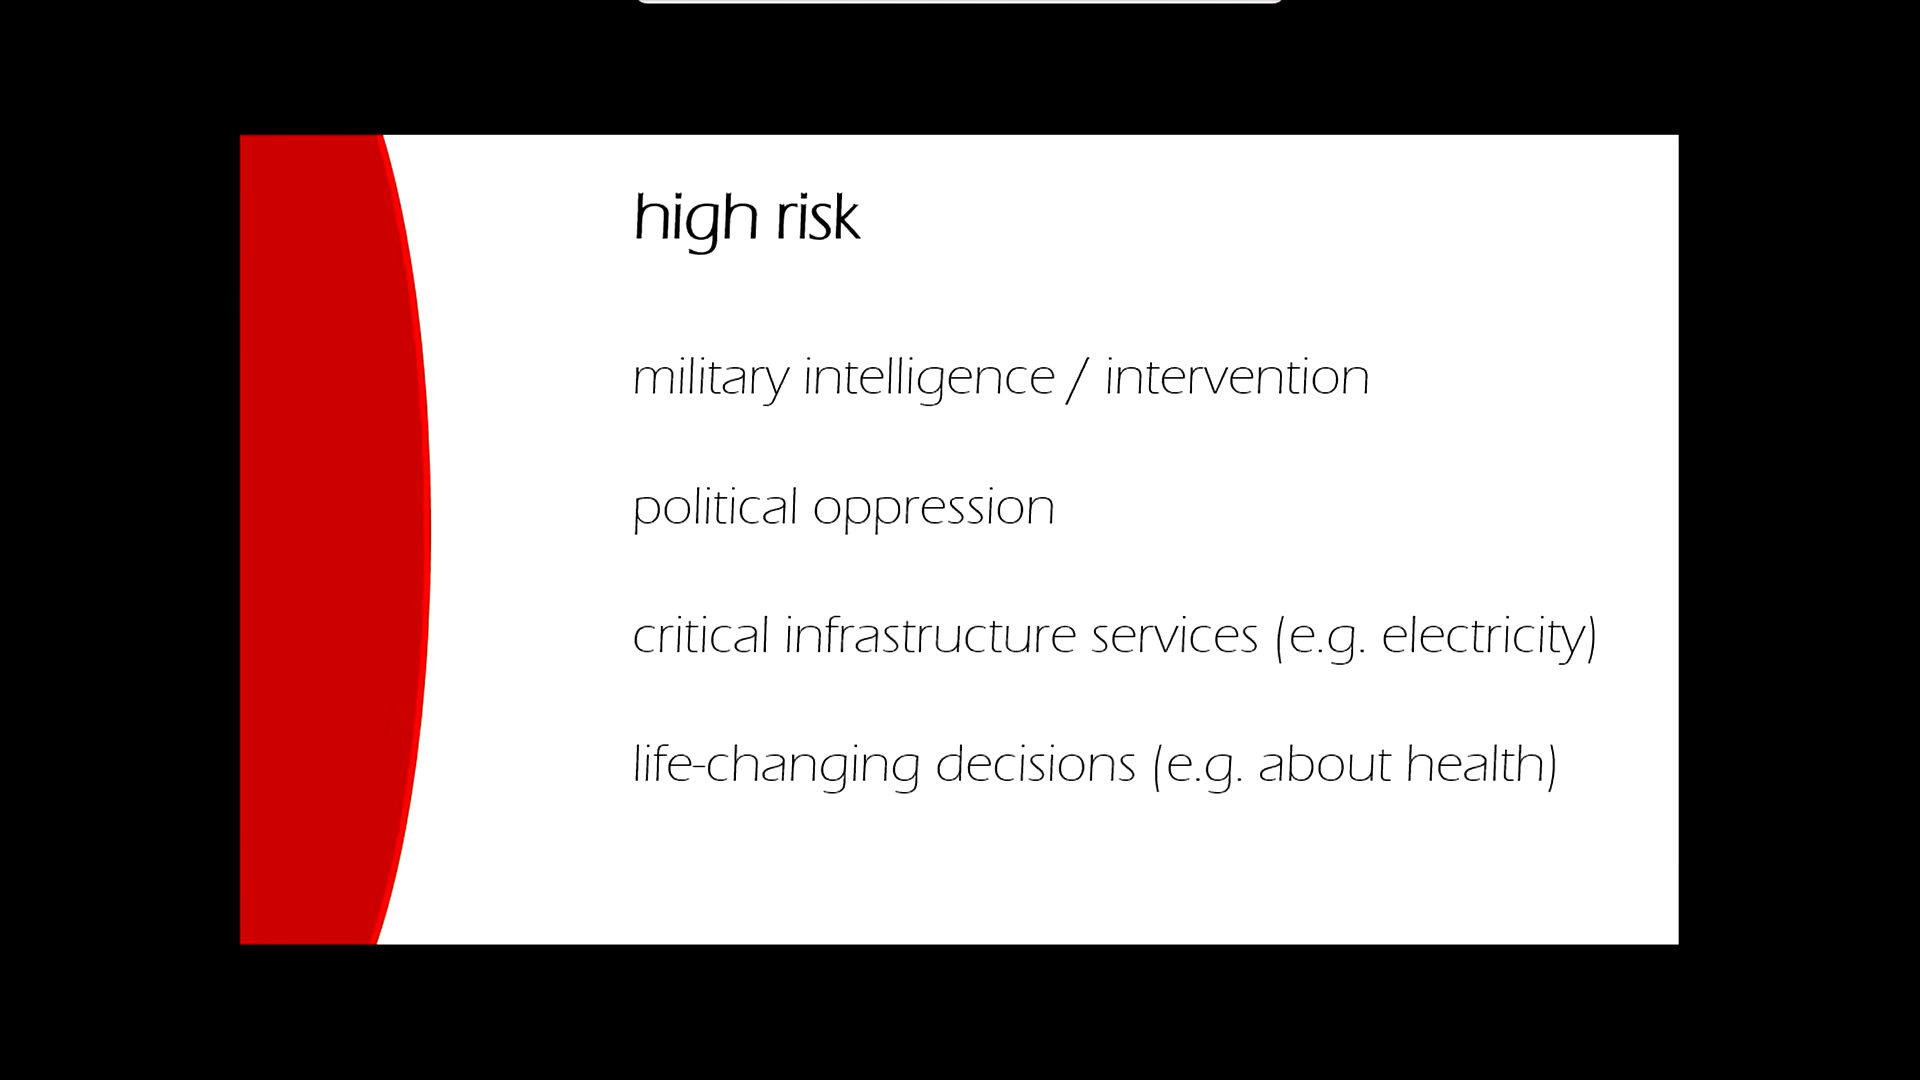 high risk
military intelligence / intervention
political oppression
critical infrastructure services (e.g. electricity)
life-changing decisions (e.g. about health)